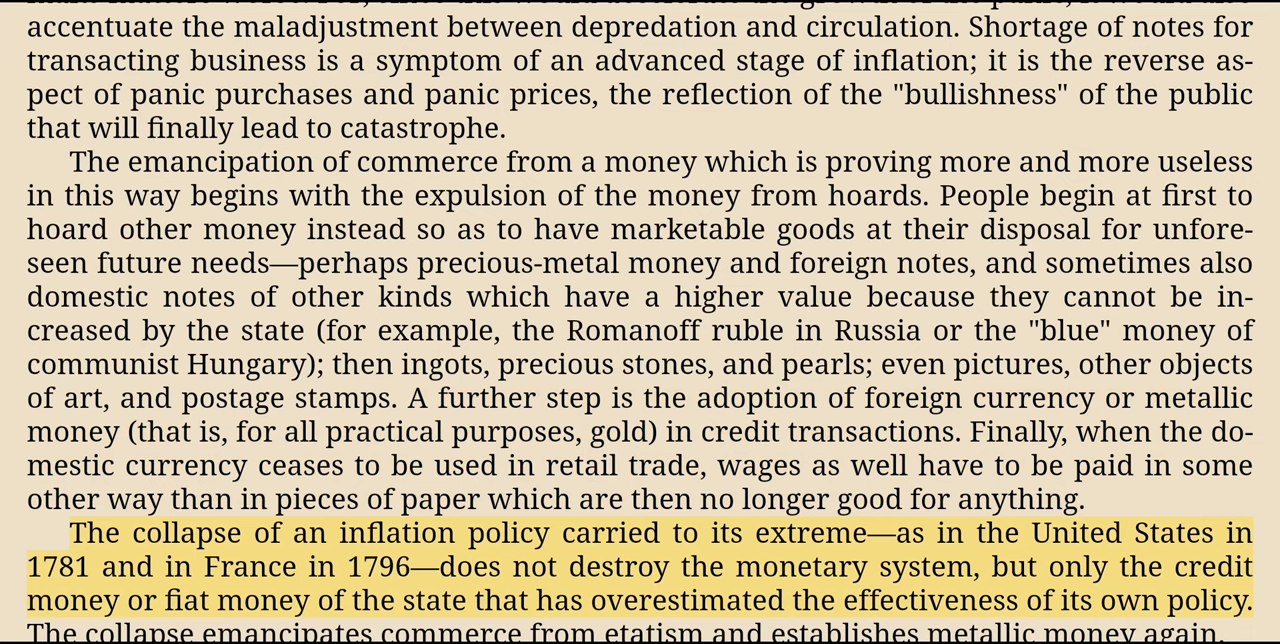 accentuate the maladjustment between depredation and circulation. Shortage of notes for
transacting business is a symptom of an advanced stage of inflation; it is the reverse as-
pect of panic purchases and panic prices, the reflection of the "bullishness" of the public
that will finally lead to catastrophe.
The emancipation of commerce from a money which is proving more and more useless
in this way begins with the expulsion of the money from hoards. People begin at first to
hoard other money instead so as to have marketable goods at their disposal for unfore-
seen future needs—perhaps precious-metal money and foreign notes, and sometimes also
domestic notes of other kinds which have a higher value because they cannot be in-
creased by the state (for example, the Romanoff ruble in Russia or the "blue" money of
communist Hungary); then ingots, precious stones, and pearls; even pictures, other objects
of art, and postage stamps. A further step is the adoption of foreign currency or metallic
money (that is, for all practical purposes, gold) in credit transactions. Finally, when the do-
mestic currency ceases to be used in retail trade, wages as well have to be paid in some
other way than in pieces of paper which are then no longer good for anything.
The collapse of an inflation policy carried to its extreme—as in the United States in
1781 and in France in 1796—does not destroy the monetary system, but only the credit
money or fiat money of the state that has overestimated the effectiveness of its own policy.
The collapse emancipates commerce from etatism and establishes metallic money again.